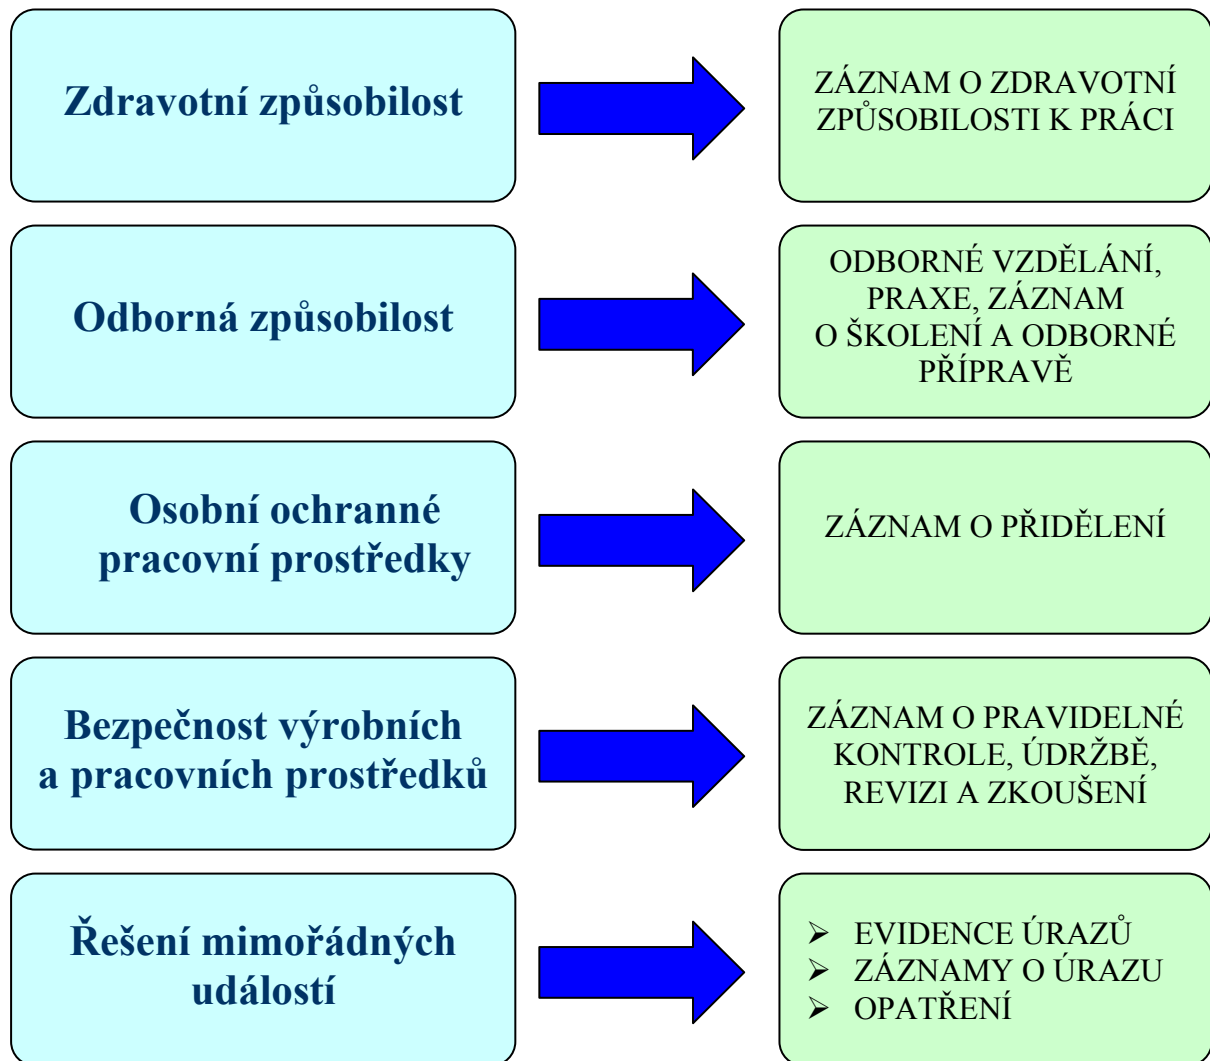 Zdravotní způsobilost
ZÁZNAM O ZDRAVOTNÍ
ZPŮSOBILOSTI K PRÁCI
Odborná způsobilost
ODBORNÉ VZDĚLÁNÍ,
PRAXE, ZÁZNAM
O ŠKOLENÍ A ODBORNÉ
PŘÍPRAVĚ
Osobní ochranné
pracovní prostředky
ZÁZNAM O PŘIDĚLENÍ
Bezpečnost výrobních
a pracovních prostředků
ZÁZNAM O PRAVIDELNÉ
KONTROLE, ÚDRŽBĚ,
REVIZI A ZKOUŠENÍ
Řešení mimořádných
událostí
➢ EVIDENCE ÚRAZŮ
➢ ZÁZNAMY O ÚRAZU
➢ OPATŘENÍ